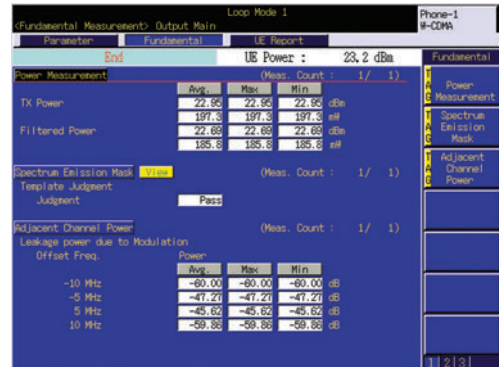 Loop Mode 1
Phone-1
W-CDMA
<Fundamental Measurement> Output Main
Parameter Fundamental UE Report
End UE Power : 23.2 dBm Fundamental
Power Measurement (Meas. Count : 1/ 1)
Avg. Max Min
TX Power 22.95 22.95 22.95 dBm
197.3 197.3 197.3 mW
Filtered Power 22.69 22.69 22.69 dBm
185.8 185.8 185.8 mW
Spectrum Emission Mask View (Meas. Count : 1/ 1)
Template Judgment
Judgment Pass
Adjacent Channel Power (Meas. Count : 1/ 1)
Leakage power due to Modulation
Offset Freq. Power
Avg. Max Min
-10 MHz -60.00 -60.00 -60.00 dB
-5 MHz -47.27 -47.27 -47.27 dB
5 MHz -45.62 -45.62 -45.62 dB
10 MHz -59.86 -59.86 -59.86 dB
TAG Power Measurement
TAG Spectrum Emission Mask
TAG Adjacent Channel Power
1 2 3